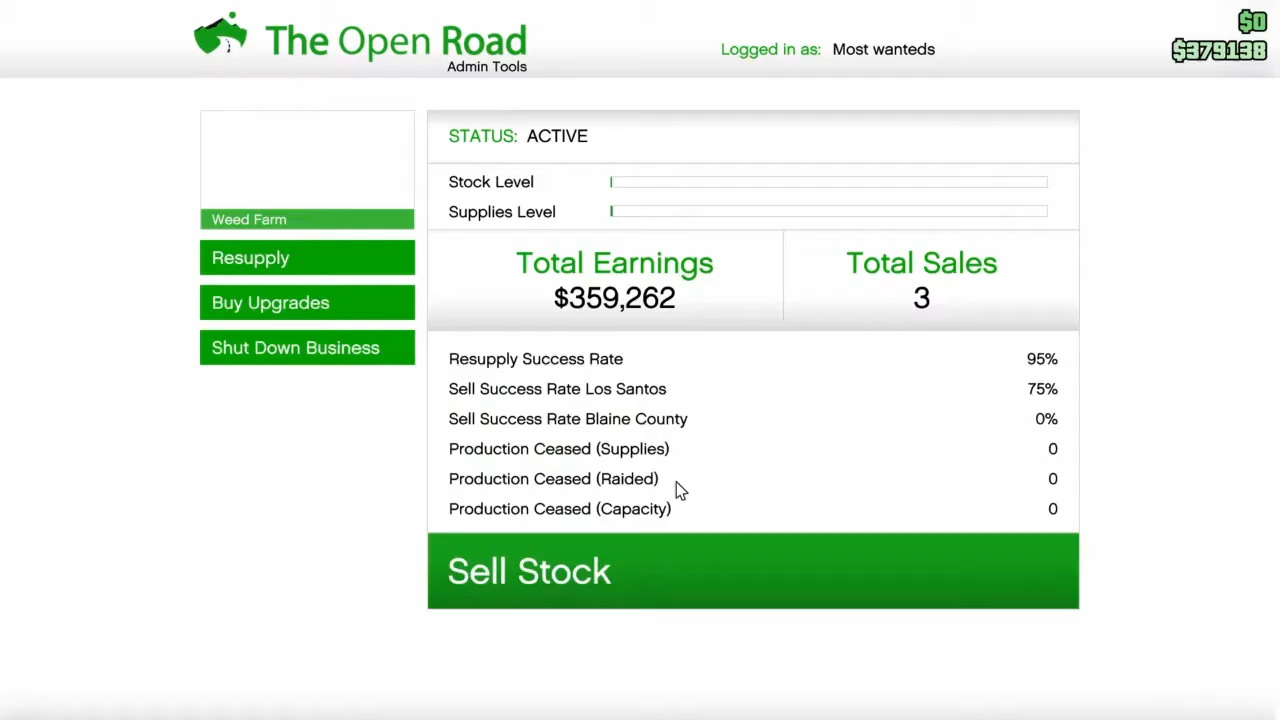 The Open Road
Admin Tools
Logged in as: Most wanteds
$0
$379138
Weed Farm
Resupply
Buy Upgrades
Shut Down Business
STATUS: ACTIVE
Stock Level
Supplies Level
Total Earnings
$359,262
Total Sales
3
Resupply Success Rate 95%
Sell Success Rate Los Santos 75%
Sell Success Rate Blaine County 0%
Production Ceased (Supplies) 0
Production Ceased (Raided) 0
Production Ceased (Capacity) 0
Sell Stock